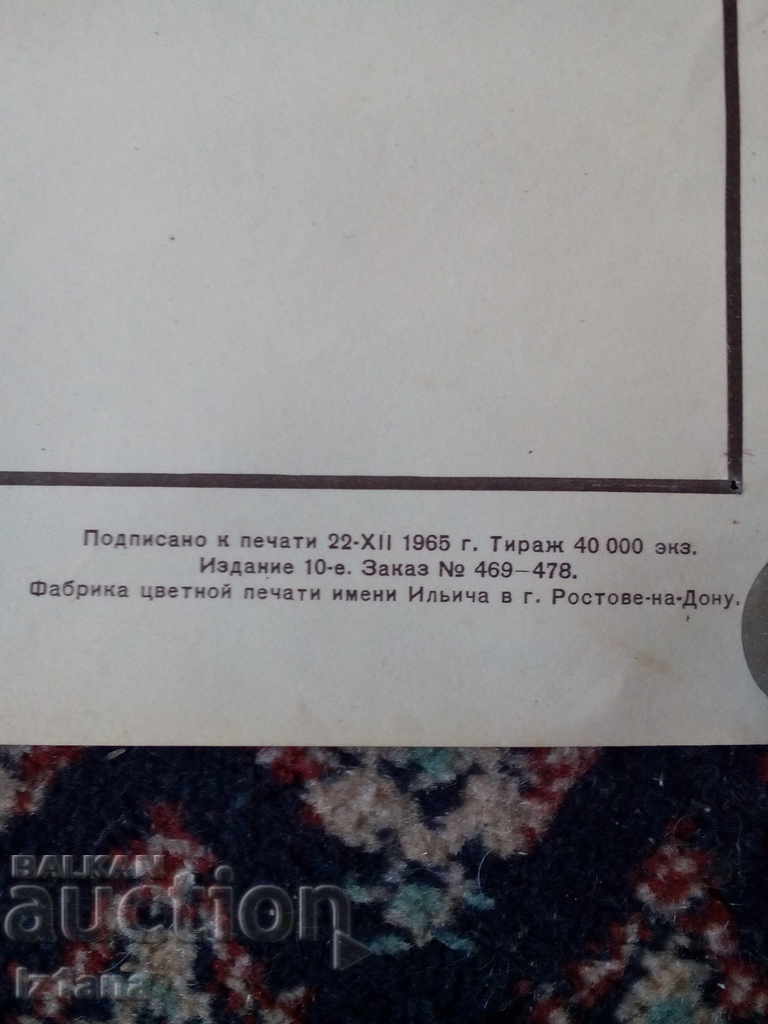 Подписано к печати 22-XII 1965 г. Тираж 40 000 экз.
Издание 10-е. Заказ № 469—478.
Фабрика цветной печати имени Ильича в г. Ростове-на-Дону.
BALKAN
auction
Iztana